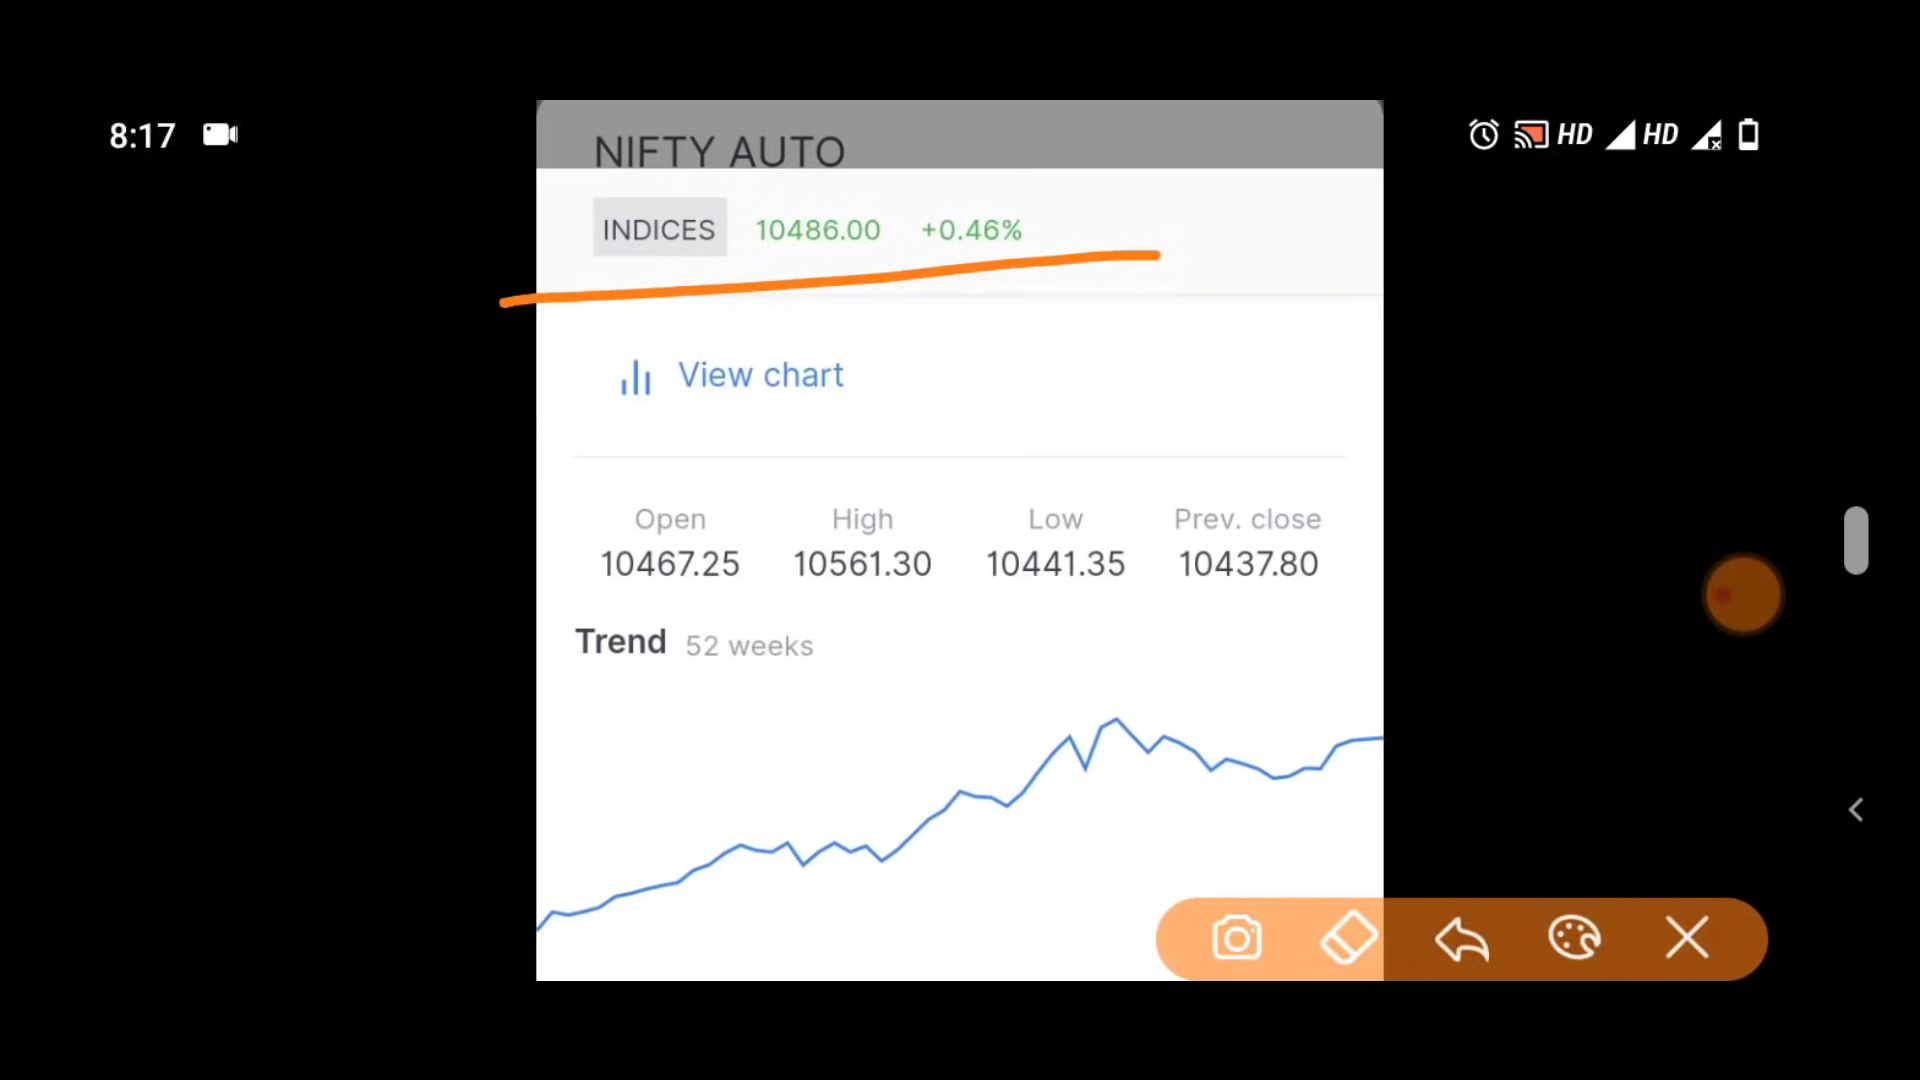 8:17
HD HD
NIFTY AUTO
INDICES 10486.00 +0.46%
View chart
Open High Low Prev. close
10467.25 10561.30 10441.35 10437.80
Trend 52 weeks